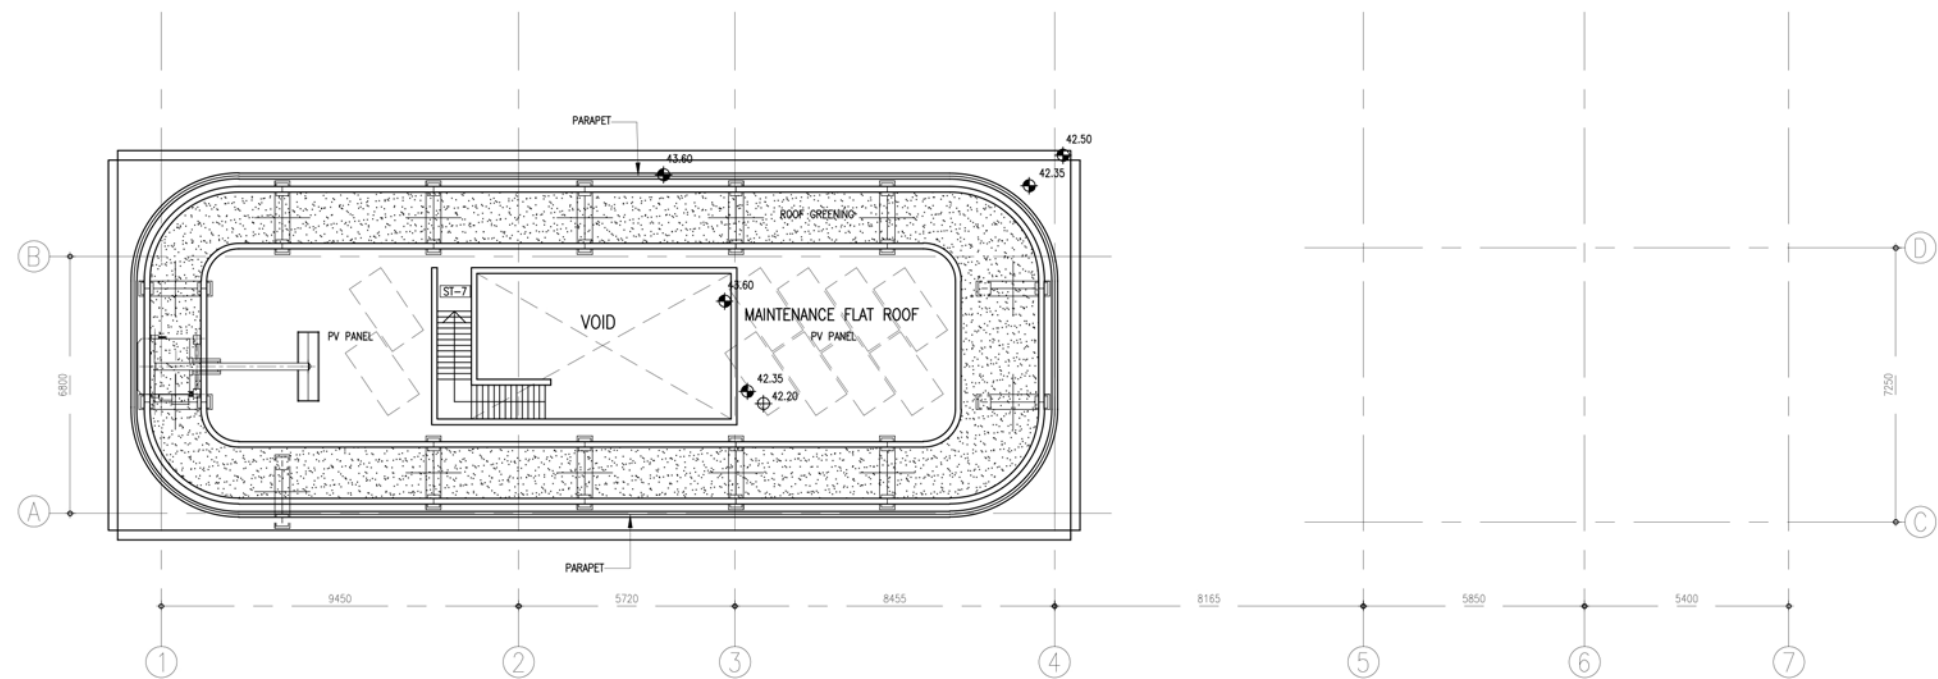 PARAPET
42.50
43.60
42.35
ROOF GREENING
B
D
ST-7
43.60
VOID
MAINTENANCE FLAT ROOF
PV PANEL
PV PANEL
6800
7250
42.35
42.20
A
C
PARAPET
9450
5720
8455
8165
5850
5400
1
2
3
4
5
6
7